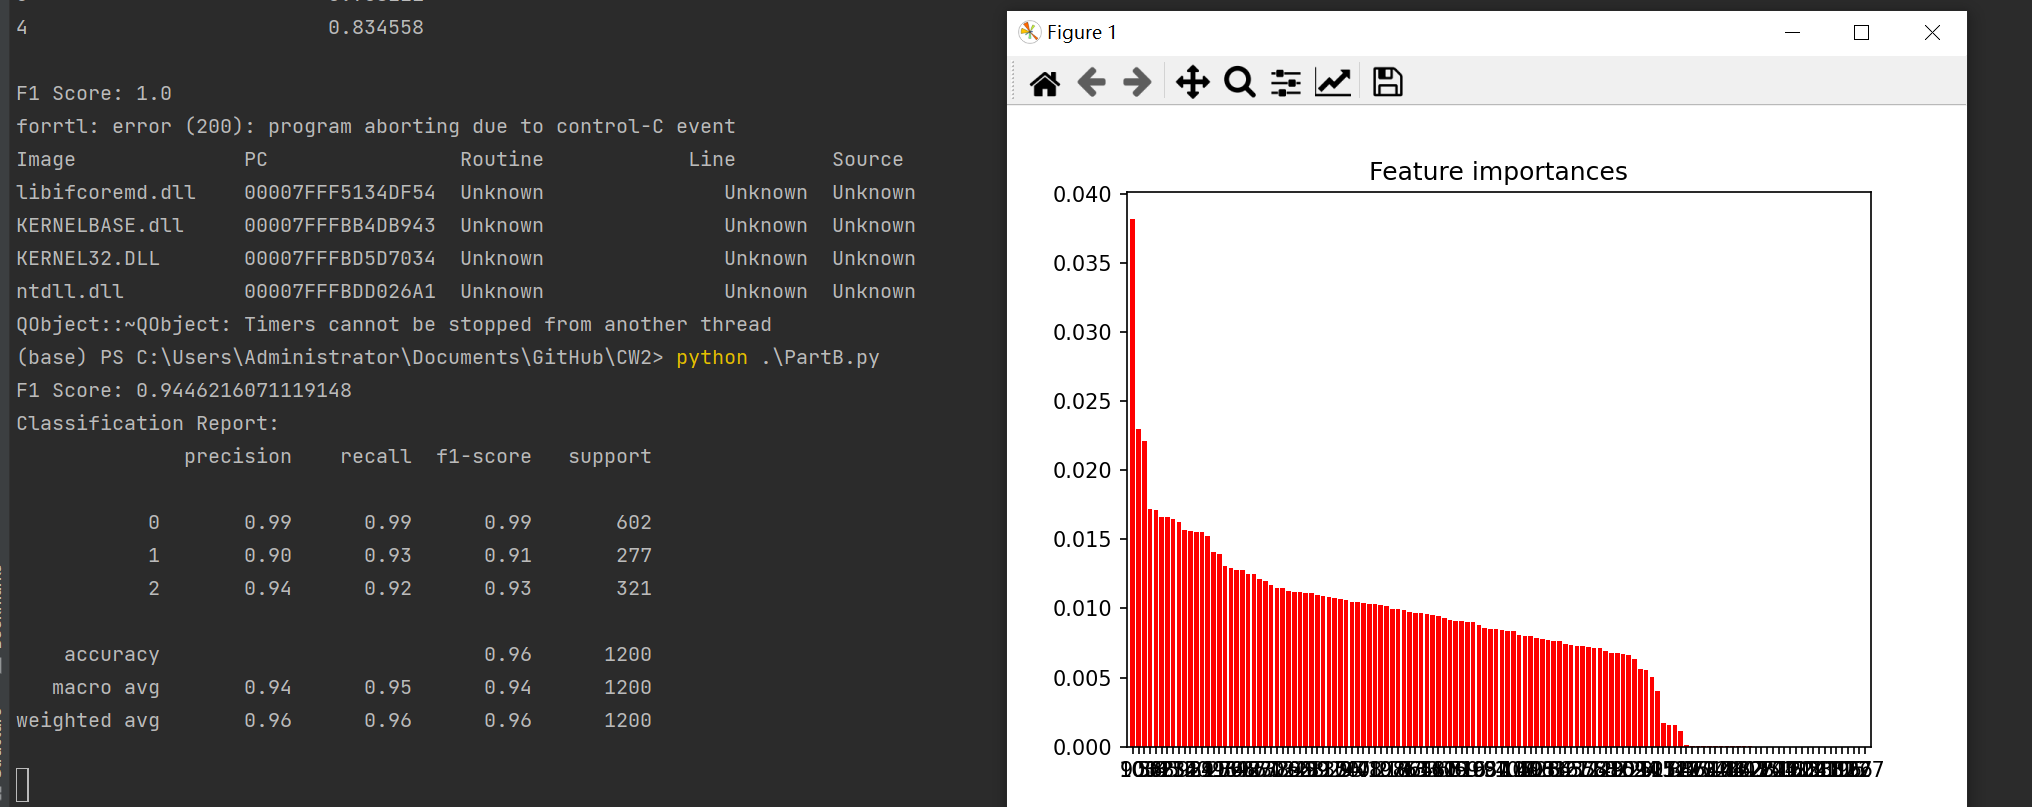 4 0.834558
F1 Score: 1.0
forrtl: error (200): program aborting due to control-C event
Image PC Routine Line Source
libifcoremd.dll 00007FFF5134DF54 Unknown Unknown Unknown
KERNELBASE.dll 00007FFFBB4DB943 Unknown Unknown Unknown
KERNEL32.DLL 00007FFFBD5D7034 Unknown Unknown Unknown
ntdll.dll 00007FFFBDD026A1 Unknown Unknown Unknown
QObject::~QObject: Timers cannot be stopped from another thread
(base) PS C:\Users\Administrator\Documents\GitHub\CW2> python .\PartB.py
F1 Score: 0.9446216071119148
Classification Report:
precision recall f1-score support
0 0.99 0.99 0.99 602
1 0.90 0.93 0.91 277
2 0.94 0.92 0.93 321
accuracy 0.96 1200
macro avg 0.94 0.95 0.94 1200
weighted avg 0.96 0.96 0.96 1200
Figure 1
Feature importances
0.040
0.035
0.030
0.025
0.020
0.015
0.010
0.005
0.000